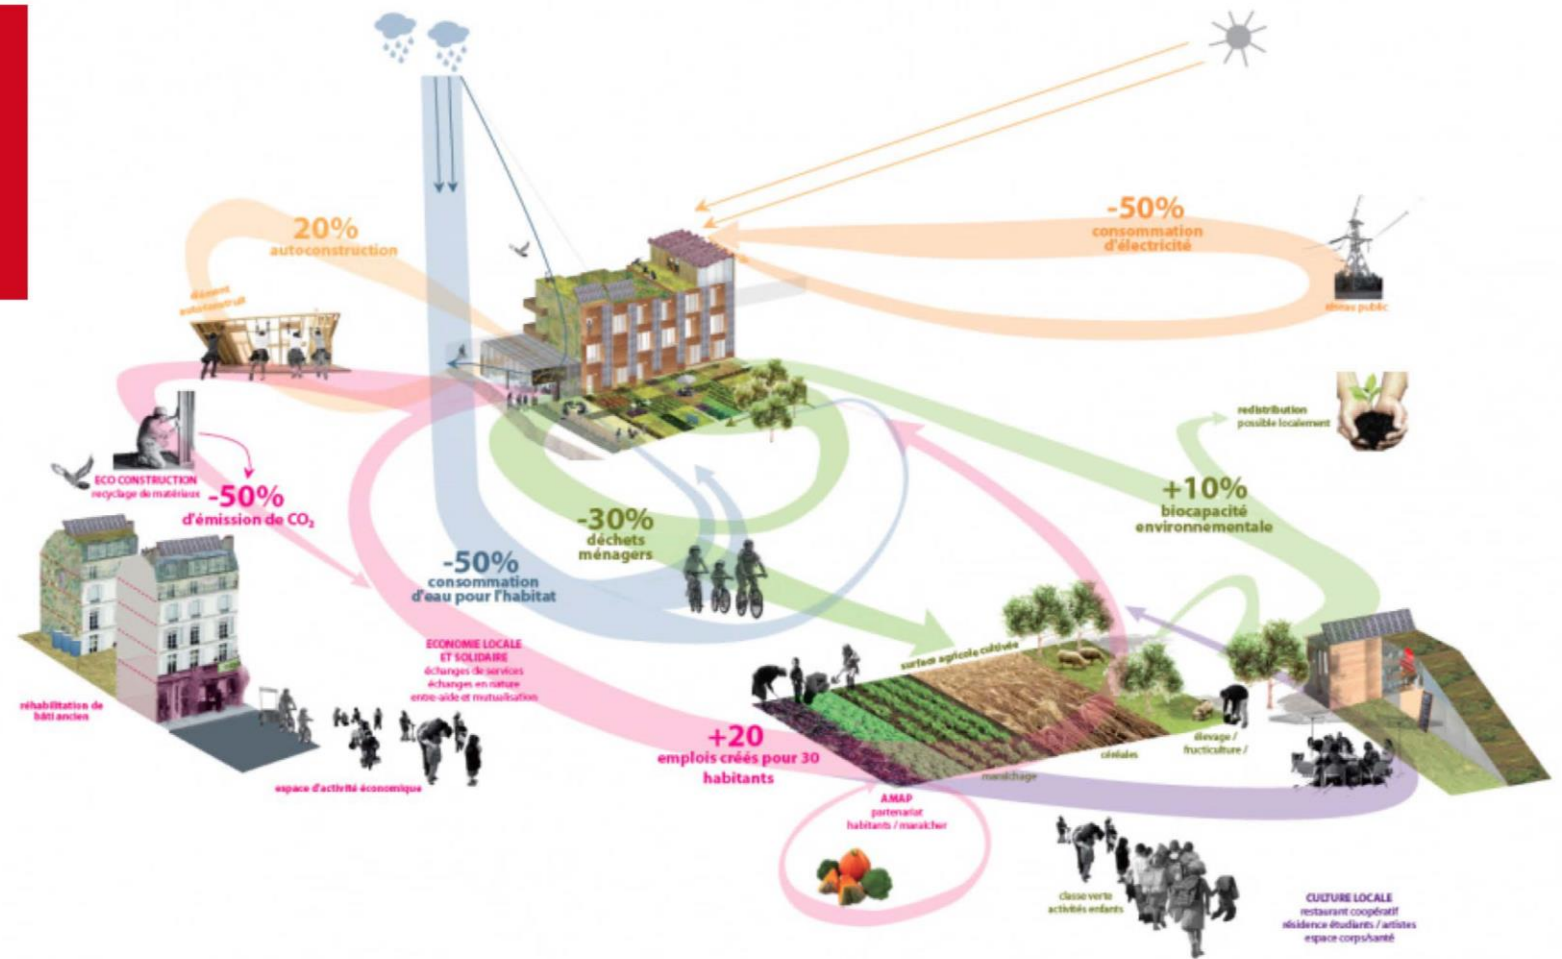 -50%
consommation
d'électricité
20%
autoconstruction
élément
autoconstruit
réseau public
redistribution
possible localement
ECO CONSTRUCTION
recyclage de matériaux
-50%
d'émission de CO₂
+10%
biocapacité
environnementale
-30%
déchets
ménagers
-50%
consommation
d'eau pour l'habitat
ECONOMIE LOCALE
ET SOLIDAIRE
échanges de services
échanges en nature
entre-aide et mutualisation
surface agricole cultivée
réhabilitation de
bâti ancien
+20
emplois créés pour 30
habitants
élevage /
fructiculture /
céréales
maraîchage
espace d'activité économique
AMAP
partenariat
habitants / maraîcher
classe verte
activités enfants
CULTURE LOCALE
restaurant coopératif
résidence étudiants / artistes
espace corps/santé